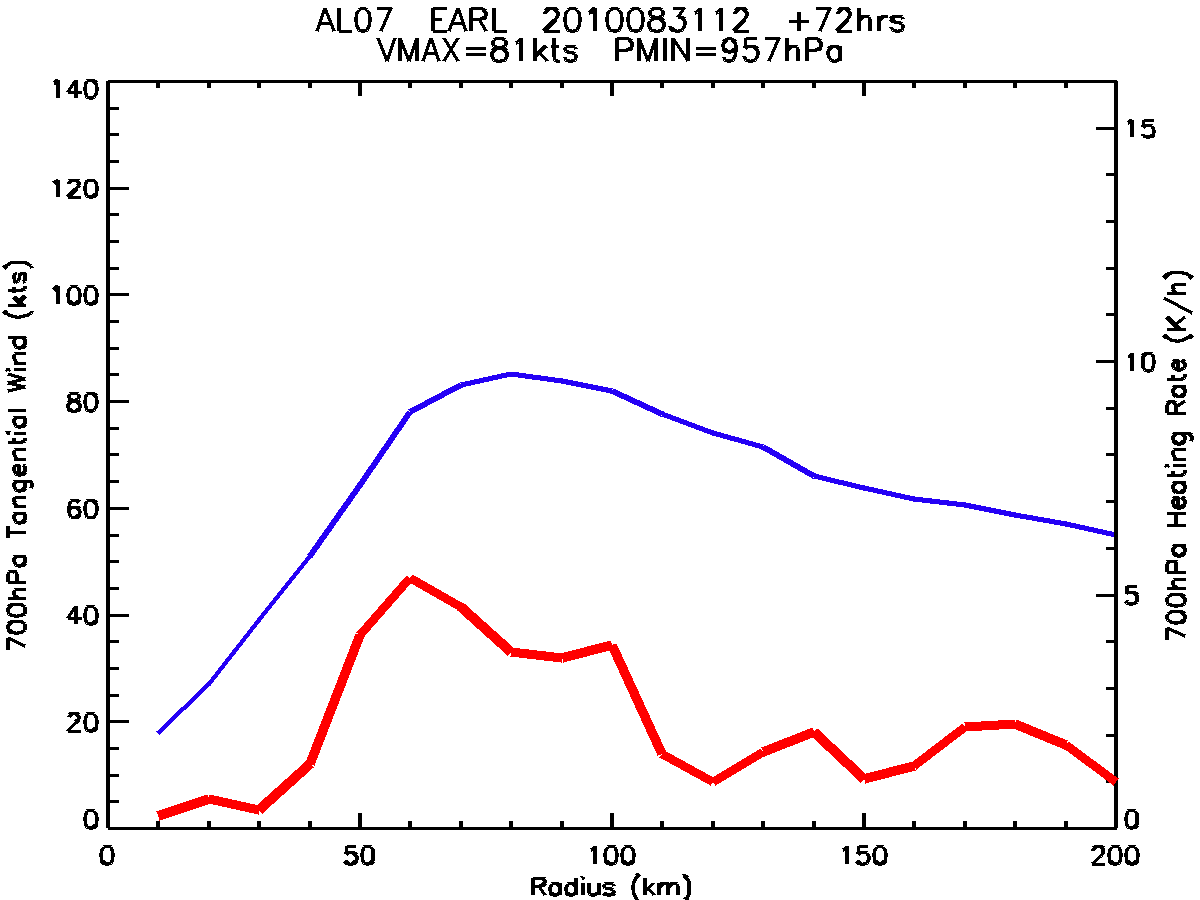 AL07 EARL 2010083112 +72hrs
VMAX=81kts PMIN=957hPa
140
120
100
80
60
40
20
0
700hPa Tangential Wind (kts)
15
10
5
0
700hPa Heating Rate (K/h)
0 50 100 150 200
Radius (km)